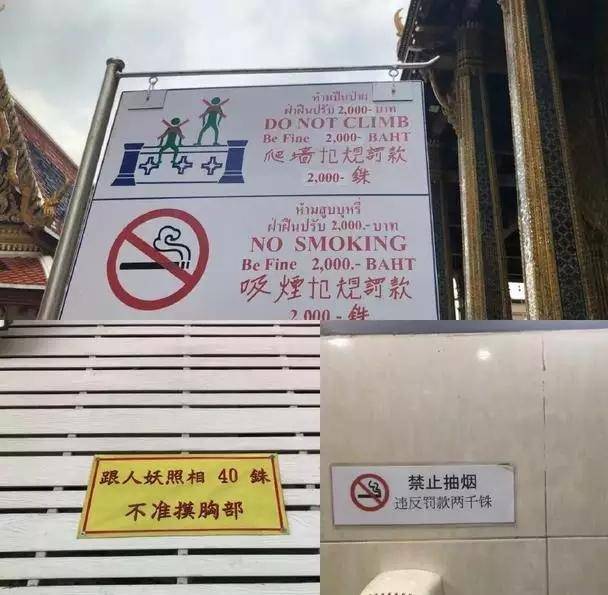 ห้ามปีนป่าย
ฝ่าฝืนปรับ 2,000.- บาท
DO NOT CLIMB
Be Fine 2,000- BAHT
爬墙犯規罰款
2,000- 銖
ห้ามสูบบุหรี่
ฝ่าฝืนปรับ 2,000.- บาท
NO SMOKING
Be Fine 2,000.- BAHT
吸煙犯規罰款
2,000 - 銖
跟人妖照相 40 銖
不准摸胸部
禁止抽烟
违反罚款两千铢